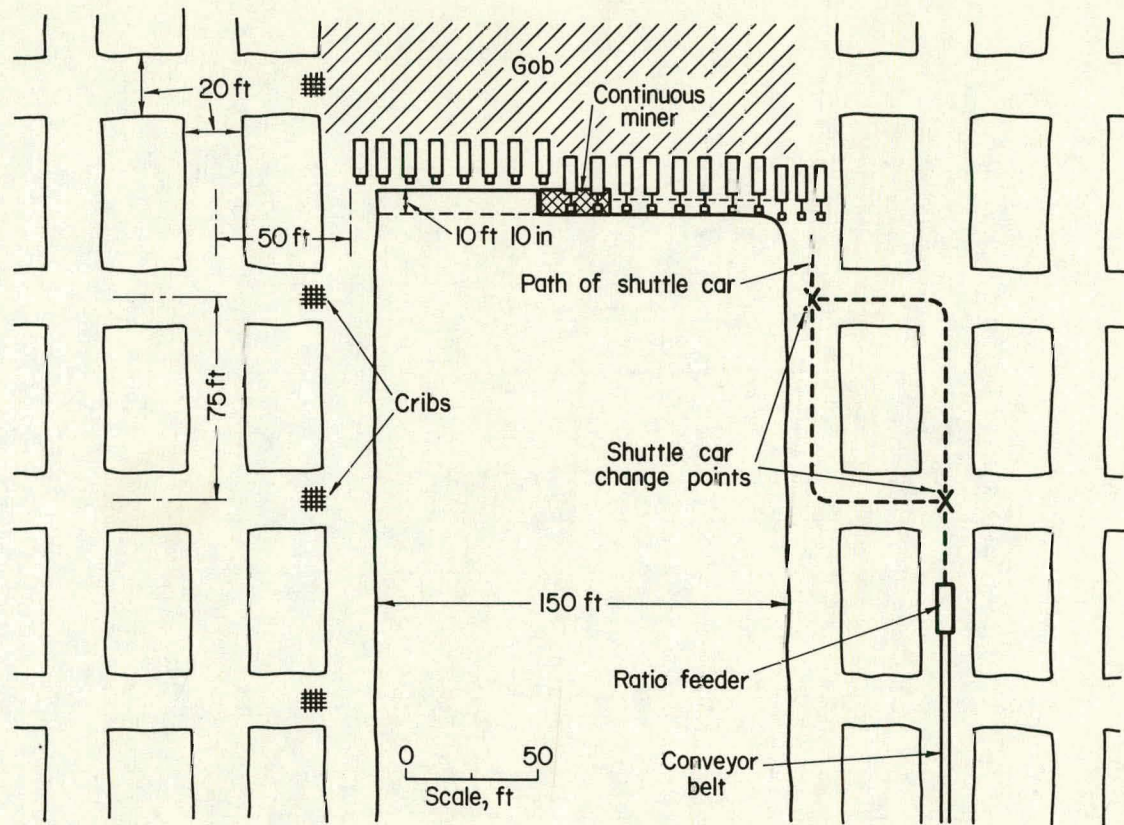 Gob
20 ft
Continuous
miner
50 ft
10 ft 10 in
Path of shuttle car
75 ft
Cribs
Shuttle car
change points
150 ft
Ratio feeder
0 50
Scale, ft
Conveyor
belt